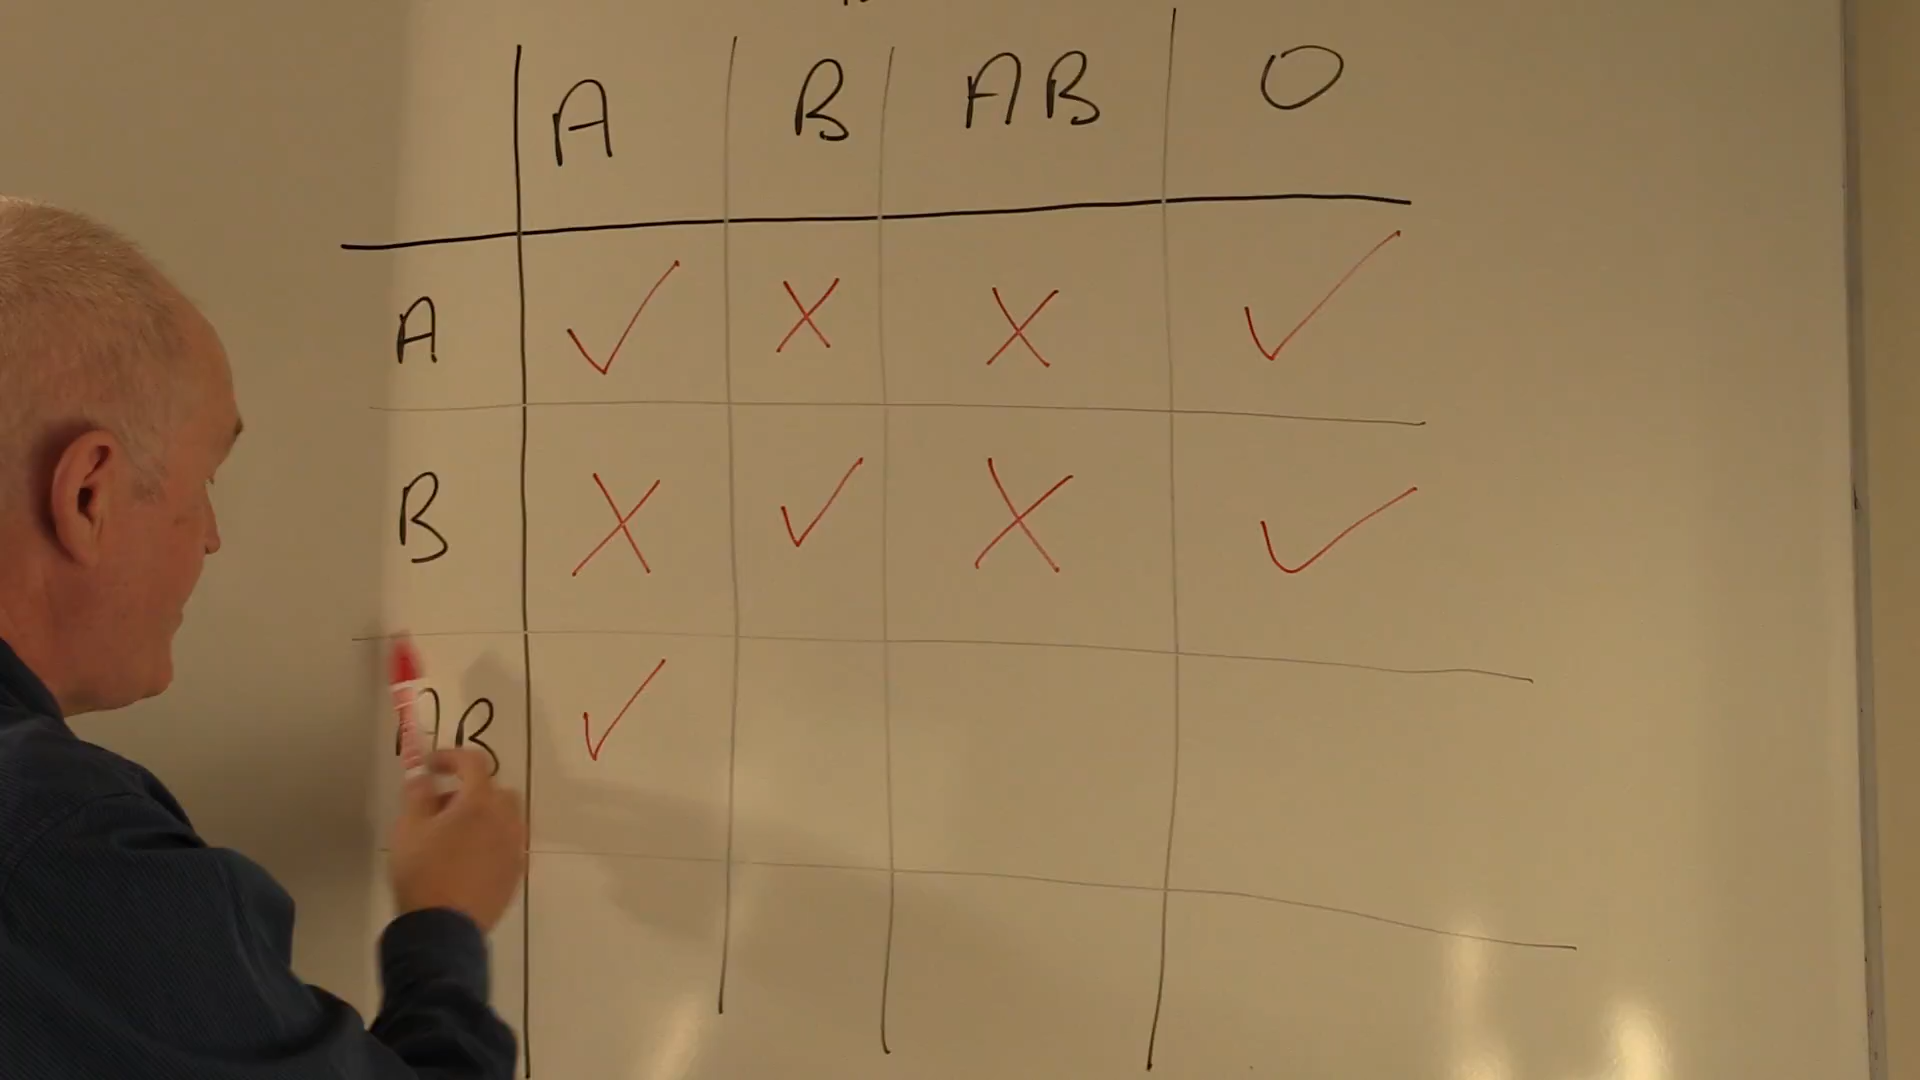 A B AB O
A ✓ X X ✓
B X ✓ X ✓
AB ✓